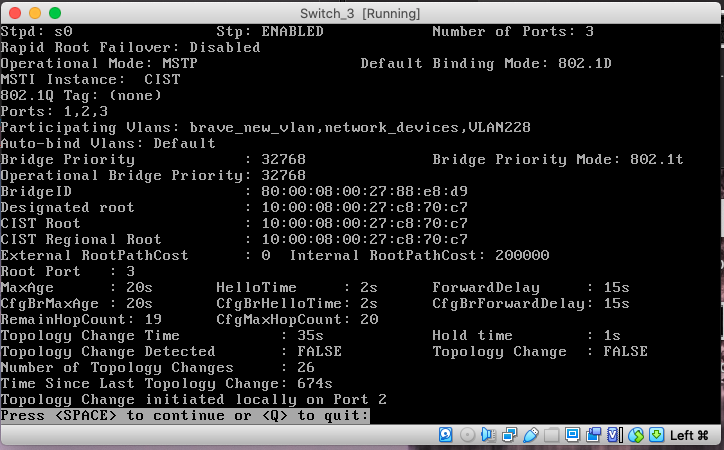 Switch_3 [Running]
Stpd: s0 Stp: ENABLED Number of Ports: 3
Rapid Root Failover: Disabled
Operational Mode: MSTP Default Binding Mode: 802.1D
MSTI Instance: CIST
802.1Q Tag: (none)
Ports: 1,2,3
Participating Vlans: brave_new_vlan,network_devices,VLAN228
Auto-bind Vlans: Default
Bridge Priority : 32768 Bridge Priority Mode: 802.1t
Operational Bridge Priority: 32768
BridgeID : 80:00:08:00:27:88:e8:d9
Designated root : 10:00:08:00:27:c8:70:c7
CIST Root : 10:00:08:00:27:c8:70:c7
CIST Regional Root : 10:00:08:00:27:c8:70:c7
External RootPathCost : 0 Internal RootPathCost: 200000
Root Port : 3
MaxAge : 20s HelloTime : 2s ForwardDelay : 15s
CfgBrMaxAge : 20s CfgBrHelloTime: 2s CfgBrForwardDelay: 15s
RemainHopCount: 19 CfgMaxHopCount: 20
Topology Change Time : 35s Hold time : 1s
Topology Change Detected : FALSE Topology Change : FALSE
Number of Topology Changes : 26
Time Since Last Topology Change: 674s
Topology Change initiated locally on Port 2
Press <SPACE> to continue or <Q> to quit:
Left ⌘